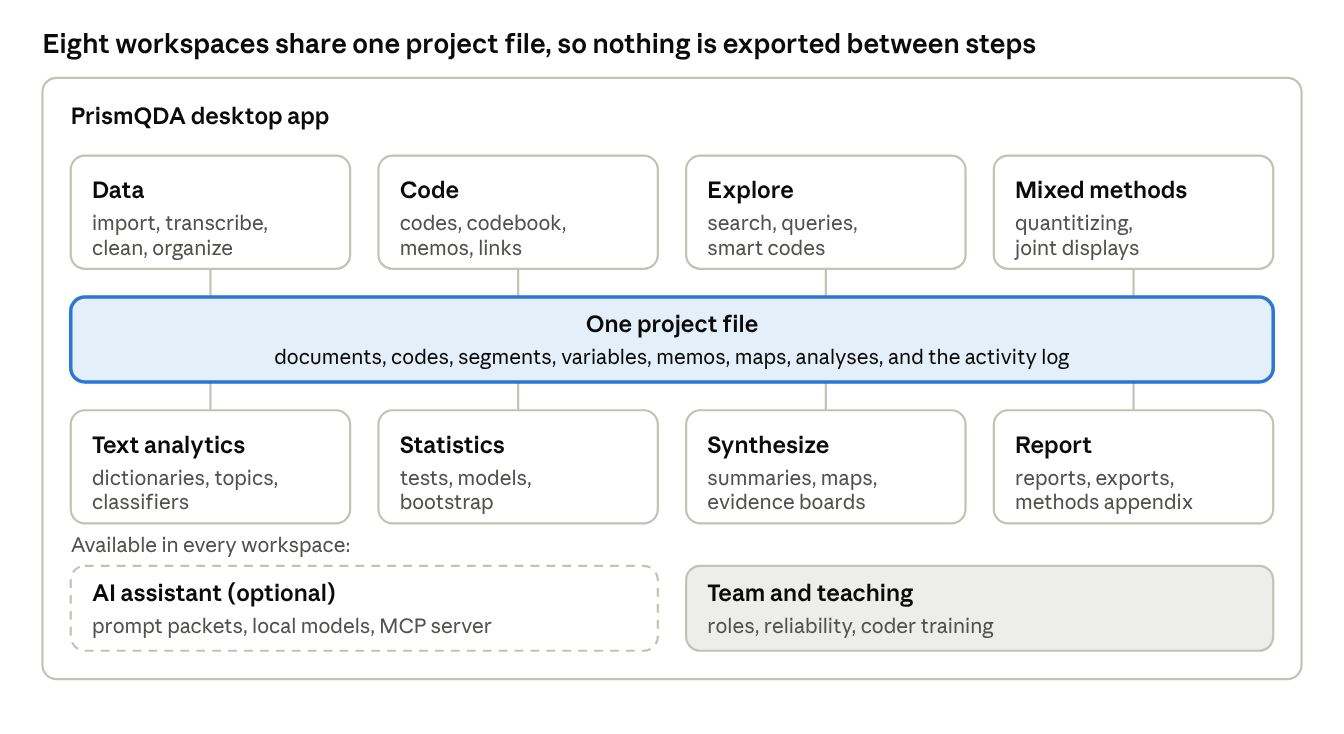 Eight workspaces share one project file, so nothing is exported between steps
PrismQDA desktop app
Data
import, transcribe,
clean, organize
Code
codes, codebook,
memos, links
Explore
search, queries,
smart codes
Mixed methods
quantitizing,
joint displays
One project file
documents, codes, segments, variables, memos, maps, analyses, and the activity log
Text analytics
dictionaries, topics,
classifiers
Statistics
tests, models,
bootstrap
Synthesize
summaries, maps,
evidence boards
Report
reports, exports,
methods appendix
Available in every workspace:
AI assistant (optional)
prompt packets, local models, MCP server
Team and teaching
roles, reliability, coder training